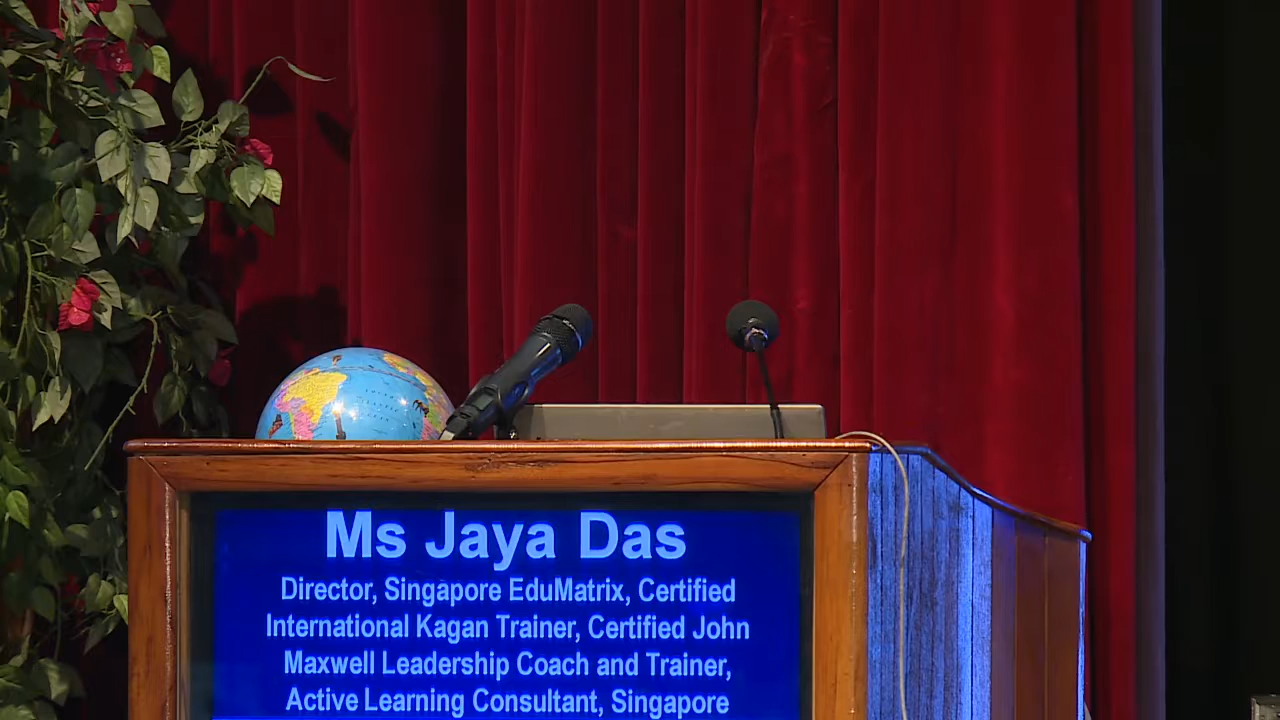 Ms Jaya Das
Director, Singapore EduMatrix, Certified
International Kagan Trainer, Certified John
Maxwell Leadership Coach and Trainer,
Active Learning Consultant, Singapore